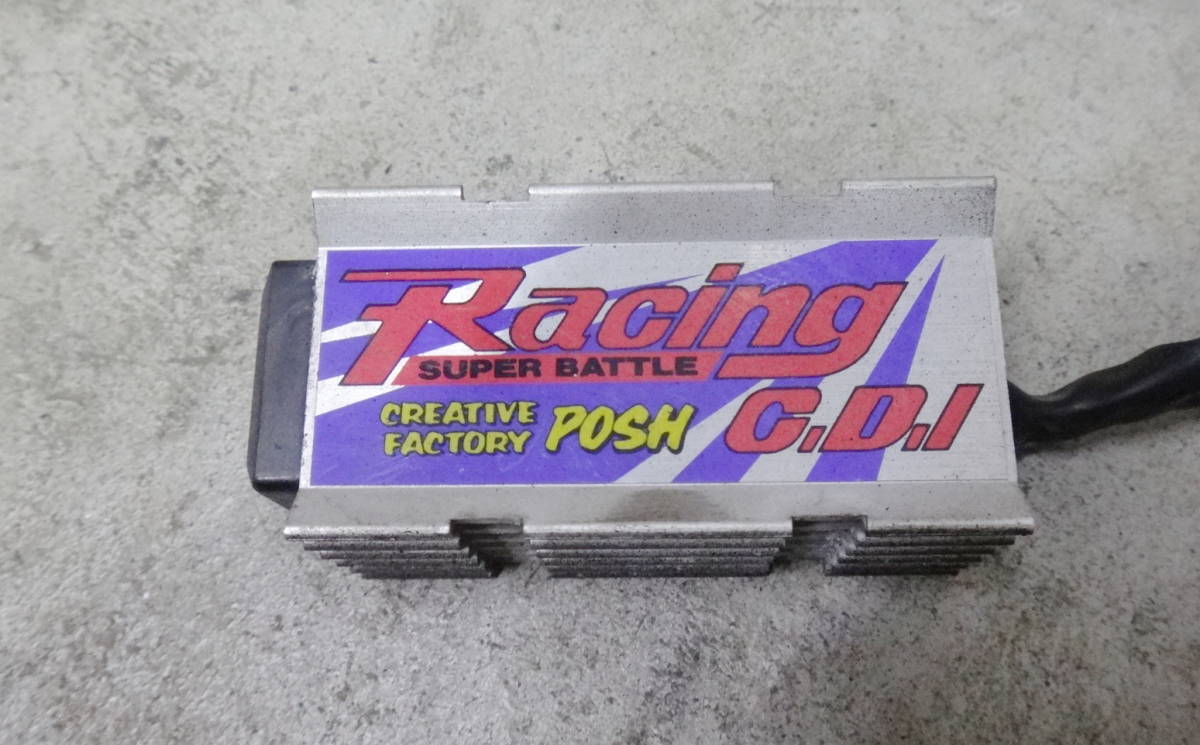 Racing
SUPER BATTLE
CREATIVE FACTORY POSH
C.D.I